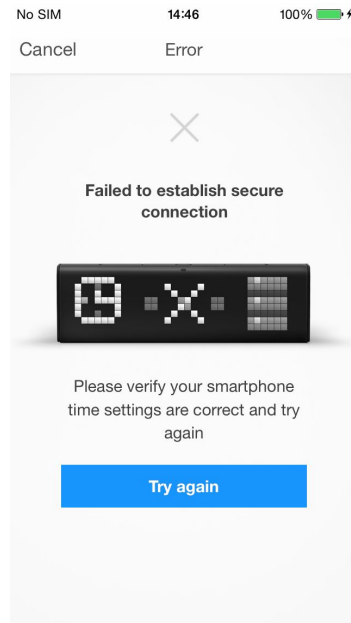 No SIM 14:46 100%
Cancel Error
Failed to establish secure
connection
Please verify your smartphone
time settings are correct and try
again
Try again